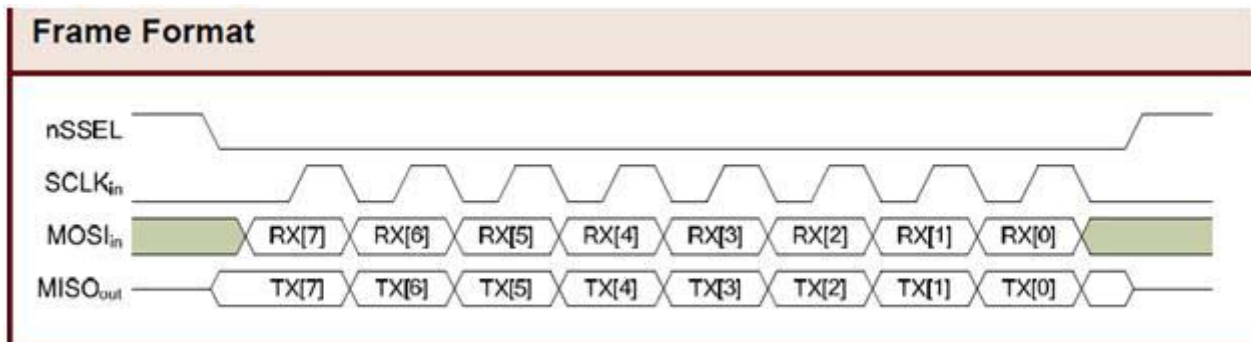 Frame Format
nSSEL
SCLKin
MOSIin RX[7] RX[6] RX[5] RX[4] RX[3] RX[2] RX[1] RX[0]
MISOout TX[7] TX[6] TX[5] TX[4] TX[3] TX[2] TX[1] TX[0]